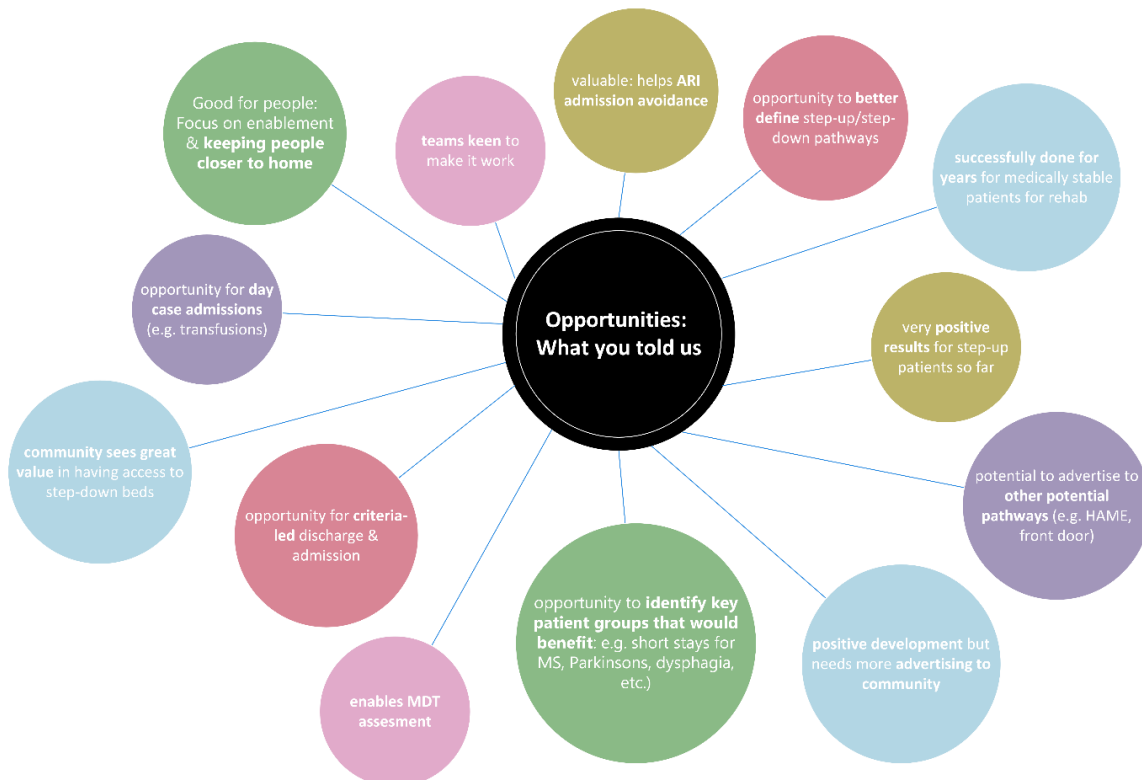 Opportunities:
What you told us
valuable: helps ARI
admission avoidance
opportunity to better
define step-up/step-
down pathways
successfully done for
years for medically stable
patients for rehab
very positive
results for step-up
patients so far
potential to advertise to
other potential
pathways (e.g. HAME,
front door)
positive development but
needs more advertising to
community
opportunity to identify key
patient groups that would
benefit: e.g. short stays for
MS, Parkinsons, dysphagia,
etc.)
enables MDT
assesment
opportunity for criteria-
led discharge &
admission
community sees great
value in having access to
step-down beds
opportunity for day
case admissions
(e.g. transfusions)
Good for people:
Focus on enablement
& keeping people
closer to home
teams keen to
make it work